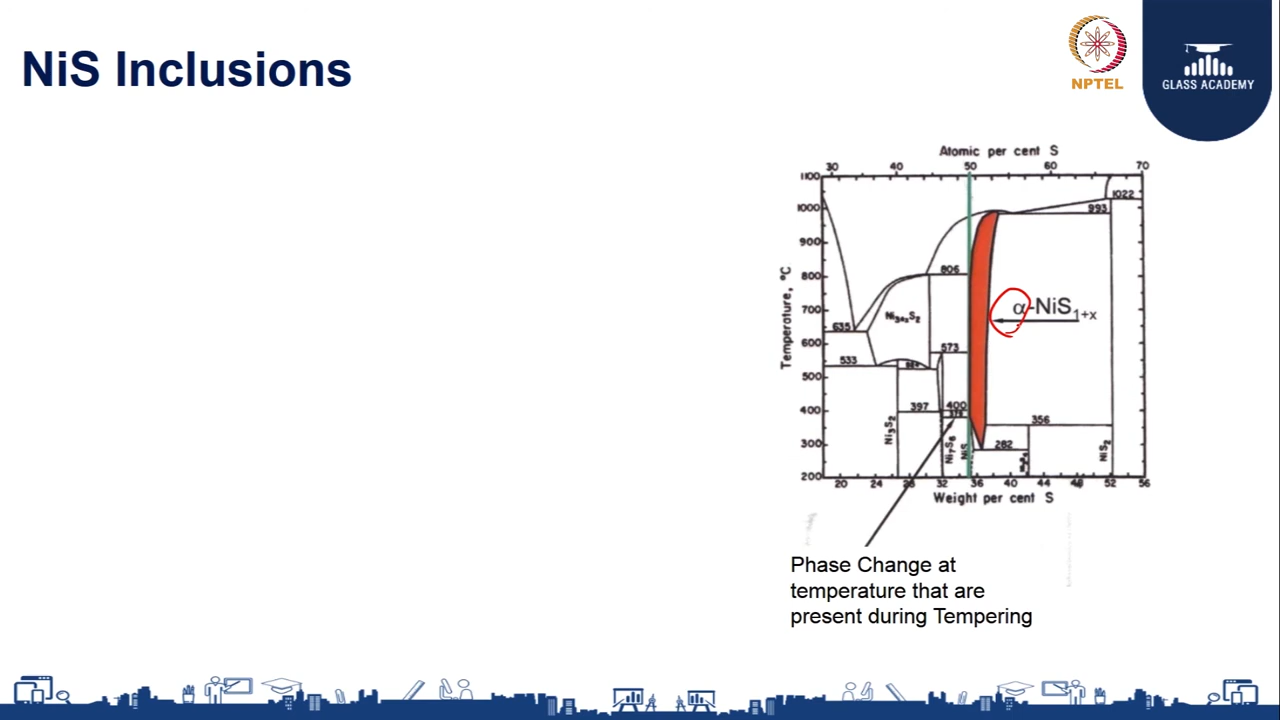 NiS Inclusions
NPTEL
GLASS ACADEMY
Atomic per cent S
30 40 50 60 70
1100
1000
900
800
700
600
500
400
300
200
Temperature, °C
1022
993
806
α-NiS1+x
635
573
533
397
400
356
282
Ni3S2
Ni7S6
NiS
NiS2
20 24 28 32 36 40 44 48 52 56
Weight per cent S
Phase Change at
temperature that are
present during Tempering